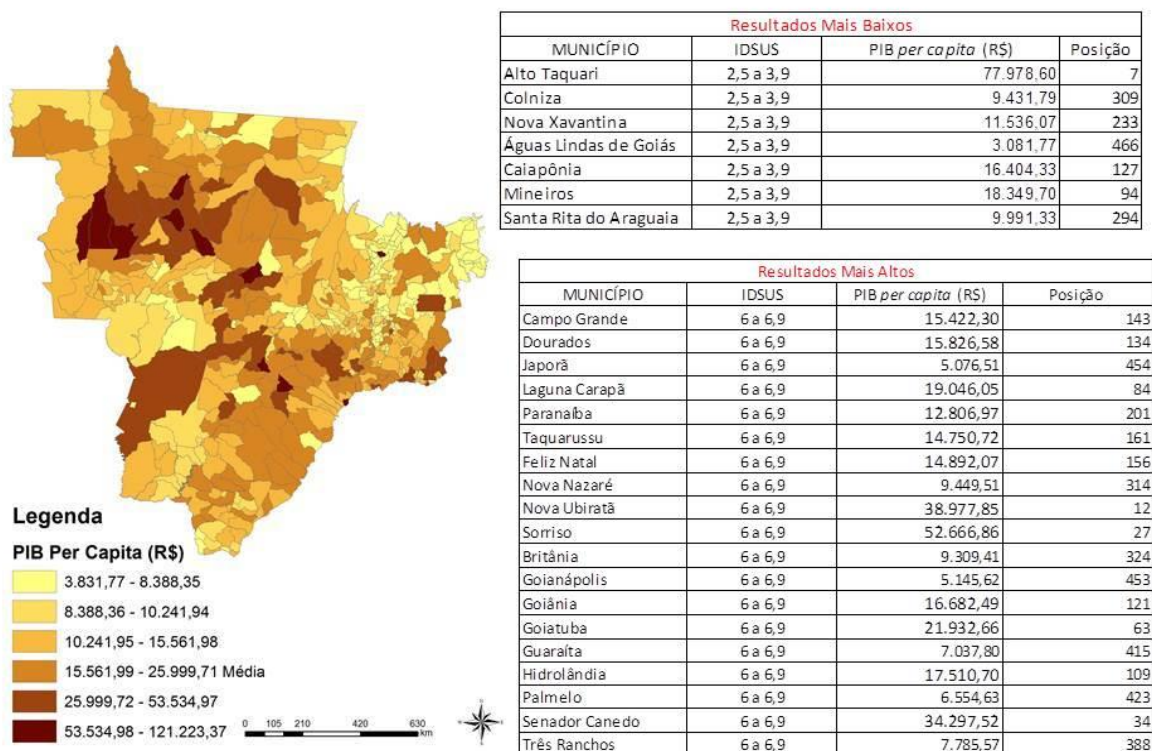 Resultados Mais Baixos
MUNICÍPIO IDSUS PIB per capita (R$) Posição
Alto Taquari 2,5 a 3,9 77.978,60 7
Colniza 2,5 a 3,9 9.431,79 309
Nova Xavantina 2,5 a 3,9 11.536,07 233
Águas Lindas de Goiás 2,5 a 3,9 3.081,77 466
Caiapônia 2,5 a 3,9 16.404,33 127
Mineiros 2,5 a 3,9 18.349,70 94
Santa Rita do Araguaia 2,5 a 3,9 9.991,33 294
Resultados Mais Altos
MUNICÍPIO IDSUS PIB per capita (R$) Posição
Campo Grande 6 a 6,9 15.422,30 143
Dourados 6 a 6,9 15.826,58 134
Japorã 6 a 6,9 5.076,51 454
Laguna Carapã 6 a 6,9 19.046,05 84
Paranaíba 6 a 6,9 12.806,97 201
Taquarussu 6 a 6,9 14.750,72 161
Feliz Natal 6 a 6,9 14.892,07 156
Nova Nazaré 6 a 6,9 9.449,51 314
Nova Ubiratã 6 a 6,9 38.977,85 12
Sorriso 6 a 6,9 52.666,86 27
Britânia 6 a 6,9 9.309,41 324
Goianápolis 6 a 6,9 5.145,62 453
Goiânia 6 a 6,9 16.682,49 121
Goiatuba 6 a 6,9 21.932,66 63
Guaraíta 6 a 6,9 7.037,80 415
Hidrolândia 6 a 6,9 17.510,70 109
Palmelo 6 a 6,9 6.554,63 423
Senador Canedo 6 a 6,9 34.297,52 34
Três Ranchos 6 a 6,9 7.785,57 388
Legenda
PIB Per Capita (R$)
3.831,77 - 8.388,35
8.388,36 - 10.241,94
10.241,95 - 15.561,98
15.561,99 - 25.999,71 Média
25.999,72 - 53.534,97
53.534,98 - 121.223,37
0 105 210 420 630
km